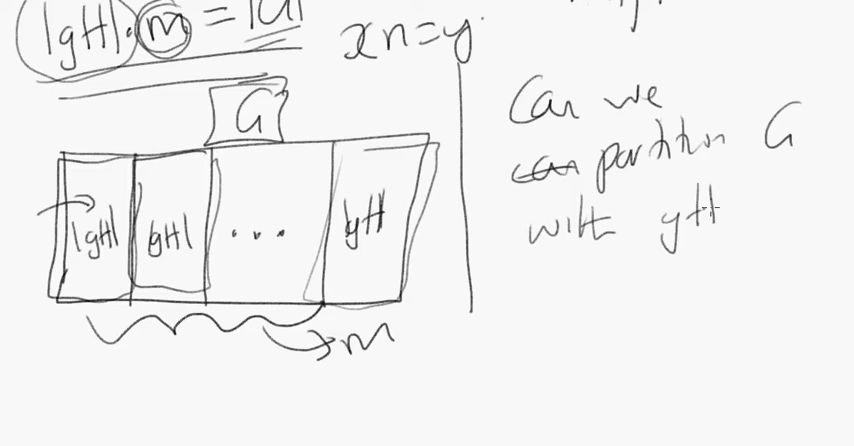 |gH|·m = |G|
xn=y
G
Can we
can partition G
with gH
|gH| |gH| ... gH
m